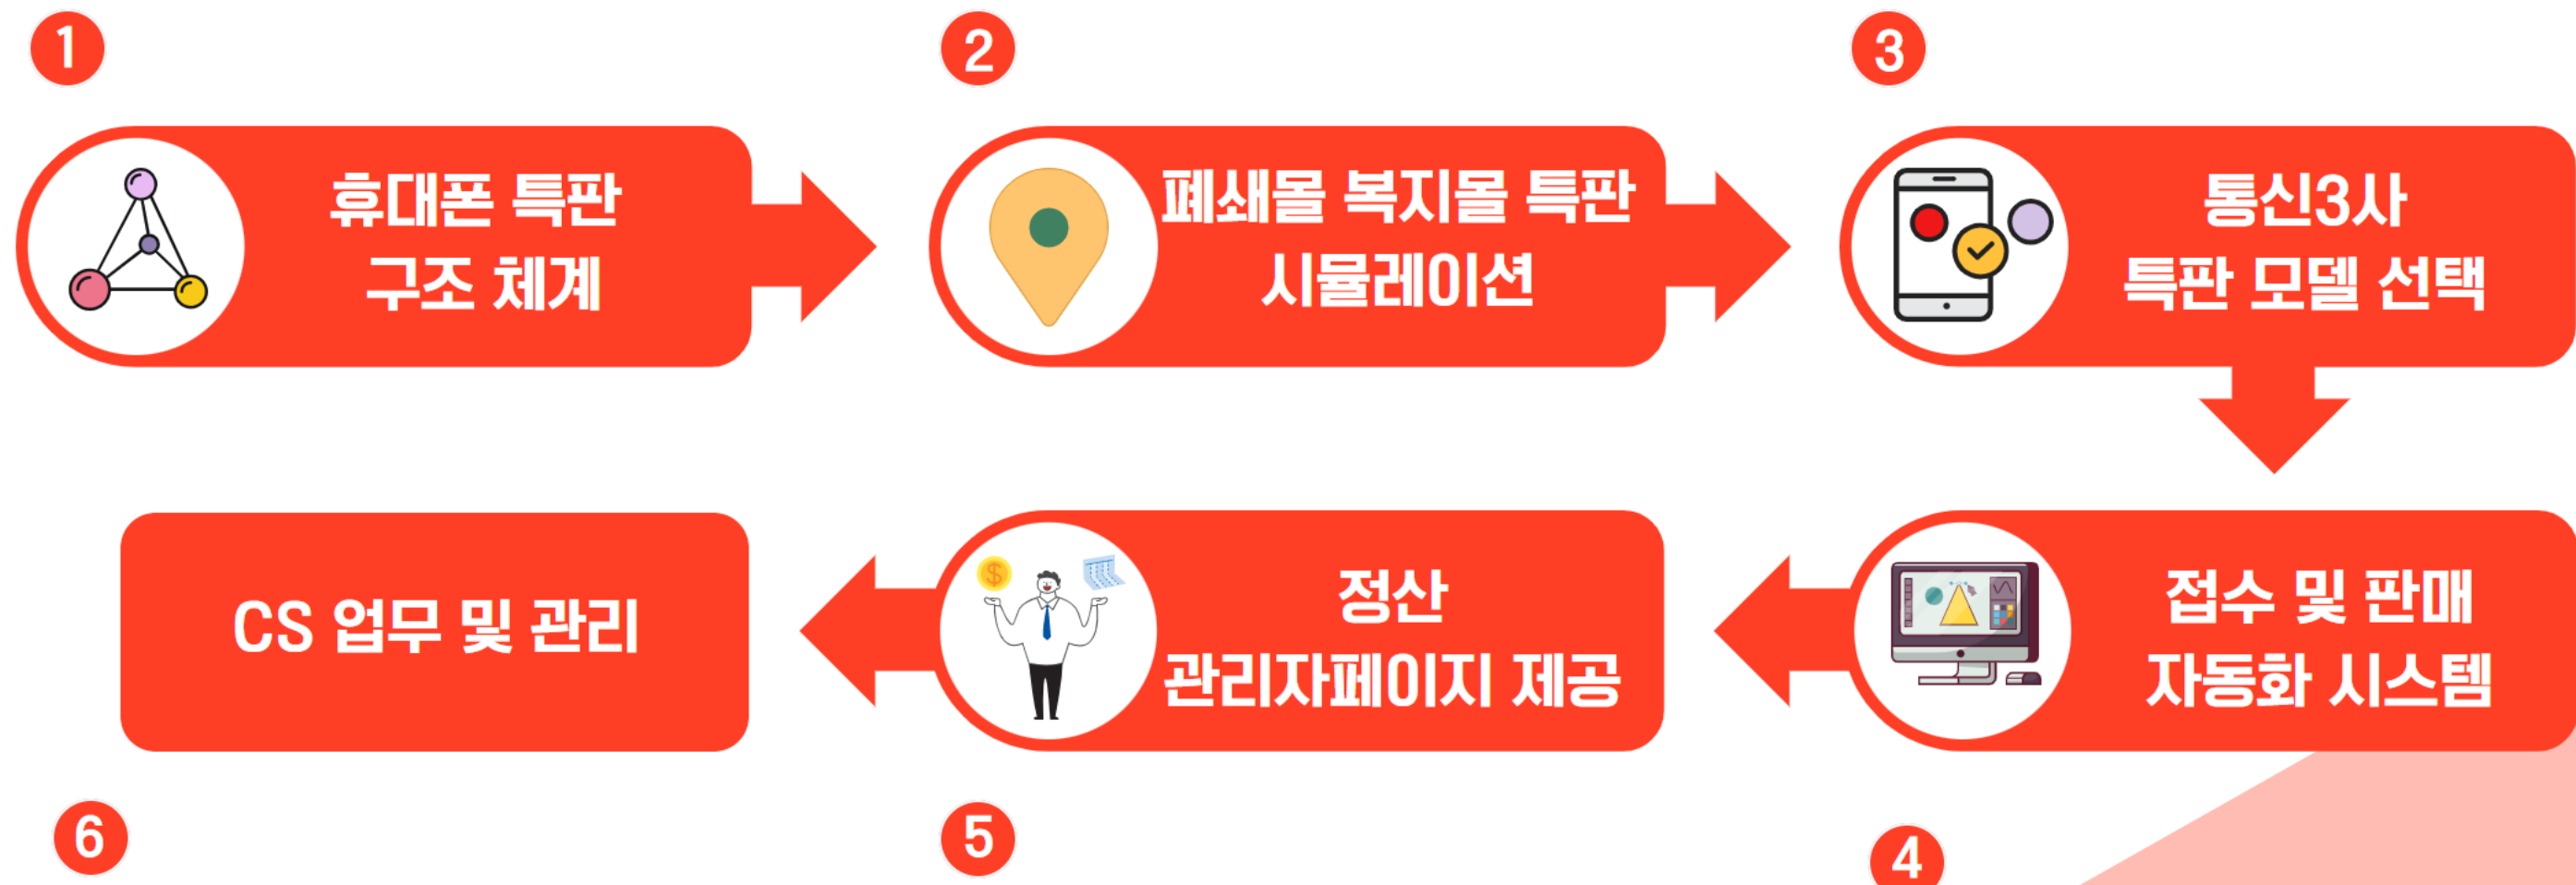 1
휴대폰 특판
구조 체계
2
폐쇄몰 복지몰 특판
시뮬레이션
3
통신3사
특판 모델 선택
4
접수 및 판매
자동화 시스템
5
정산
관리자페이지 제공
6
CS 업무 및 관리